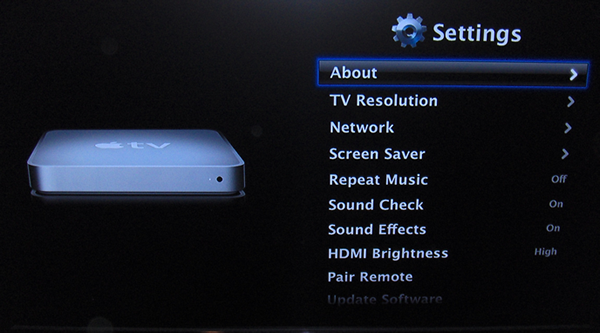 tv
Settings
About
TV Resolution
Network
Screen Saver
Repeat Music Off
Sound Check On
Sound Effects On
HDMI Brightness High
Pair Remote
Update Software